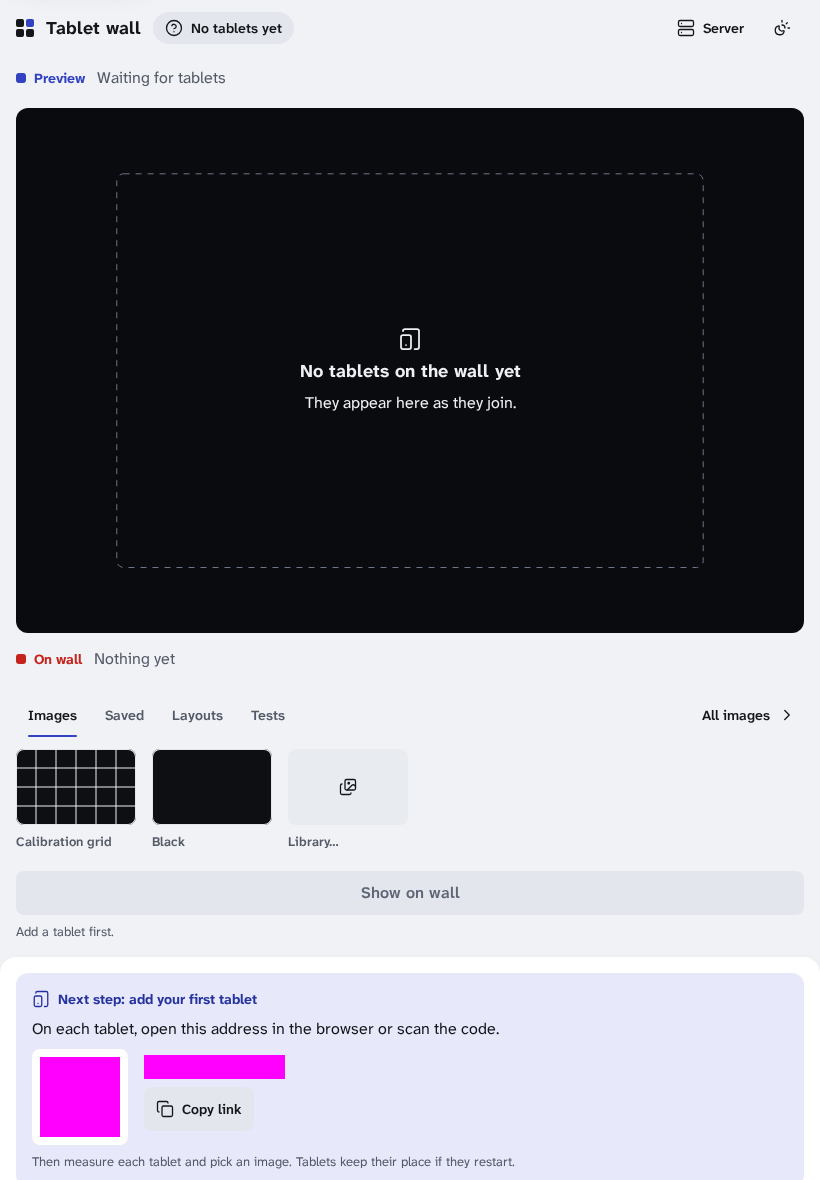 Tablet wall
No tablets yet
Server
Preview
Waiting for tablets
No tablets on the wall yet
They appear here as they join.
On wall
Nothing yet
Images
Saved
Layouts
Tests
All images
Calibration grid
Black
Library...
Show on wall
Add a tablet first.
Next step: add your first tablet
On each tablet, open this address in the browser or scan the code.
Copy link
Then measure each tablet and pick an image. Tablets keep their place if they restart.